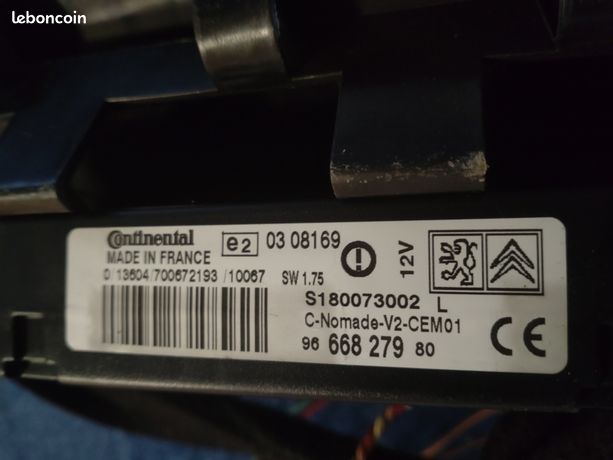 leboncoin
Continental
e2
03 08169
MADE IN FRANCE
D/13604/700672193 /10067
SW 1.75
12V
S180073002 L
C-Nomade-V2-CEM01
96 668 279 80
CE